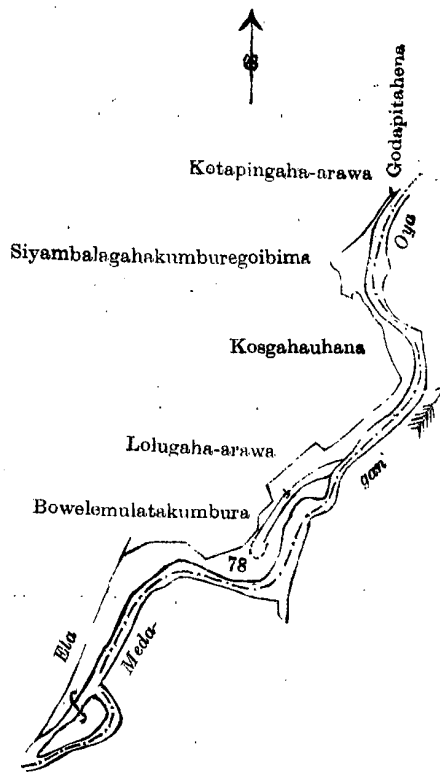 Godapitahena
Kotapingaha-arawa
Oya
Siyambalagahakumburegoibima
Kosgahauhana
Lolugaha-arawa
gan
Bowelemulatakumbura
78
Ela
Meda-